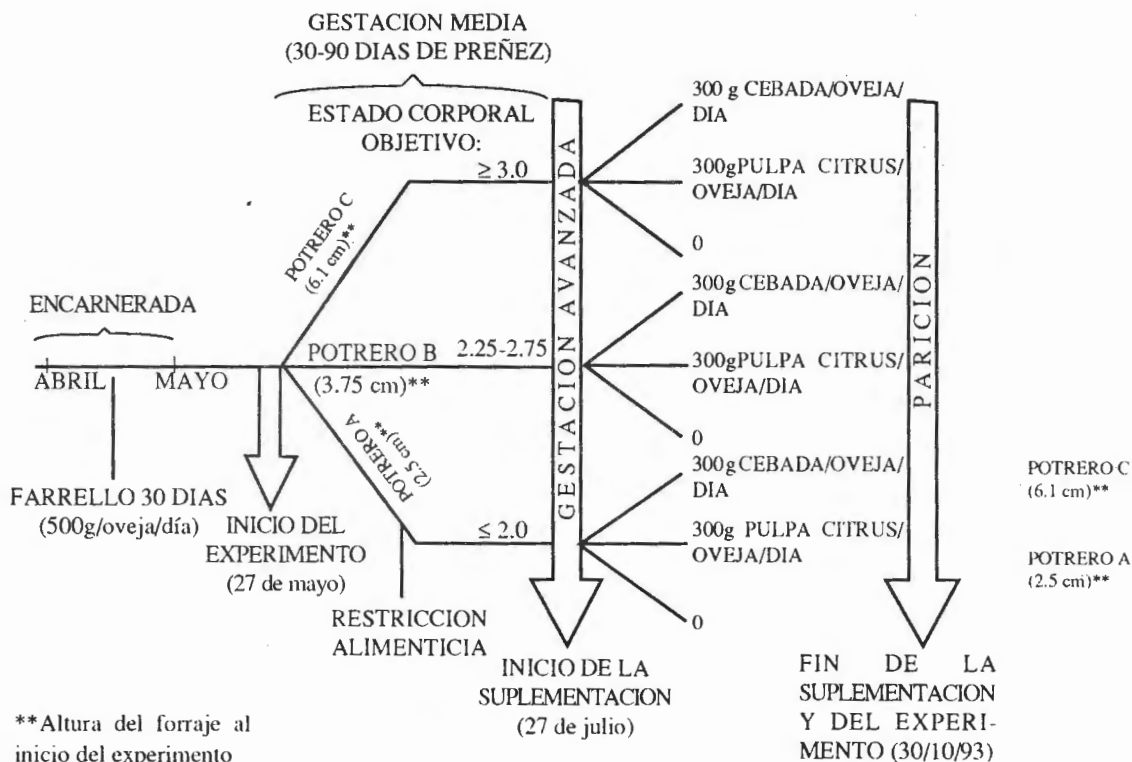 GESTACION MEDIA
(30-90 DIAS DE PREÑEZ)
ESTADO CORPORAL
OBJETIVO:
≥ 3.0
POTRERO C
(6.1 cm)**
ENCARNERADA
ABRIL
MAYO
POTRERO B
(3.75 cm)**
2.25-2.75
POTRERO A
(2.5 cm)**
≤ 2.0
FARRELLO 30 DIAS
(500g/oveja/día)
INICIO DEL
EXPERIMENTO
(27 de mayo)
RESTRICCION
ALIMENTICIA
GESTACION AVANZADA
INICIO DE LA
SUPLEMENTACION
(27 de julio)
300 g CEBADA/OVEJA/
DIA
300gPULPA CITRUS/
OVEJA/DIA
0
300gCEBADA/OVEJA/
DIA
300gPULPA CITRUS/
OVEJA/DIA
0
300gCEBADA/OVEJA/
DIA
300g PULPA CITRUS/
OVEJA/DIA
0
PARICION
FIN DE LA
SUPLEMENTACION
Y DEL EXPERI-
MENTO (30/10/93)
POTRERO C
(6.1 cm)**
POTRERO A
(2.5 cm)**
**Altura del forraje al
inicio del experimento